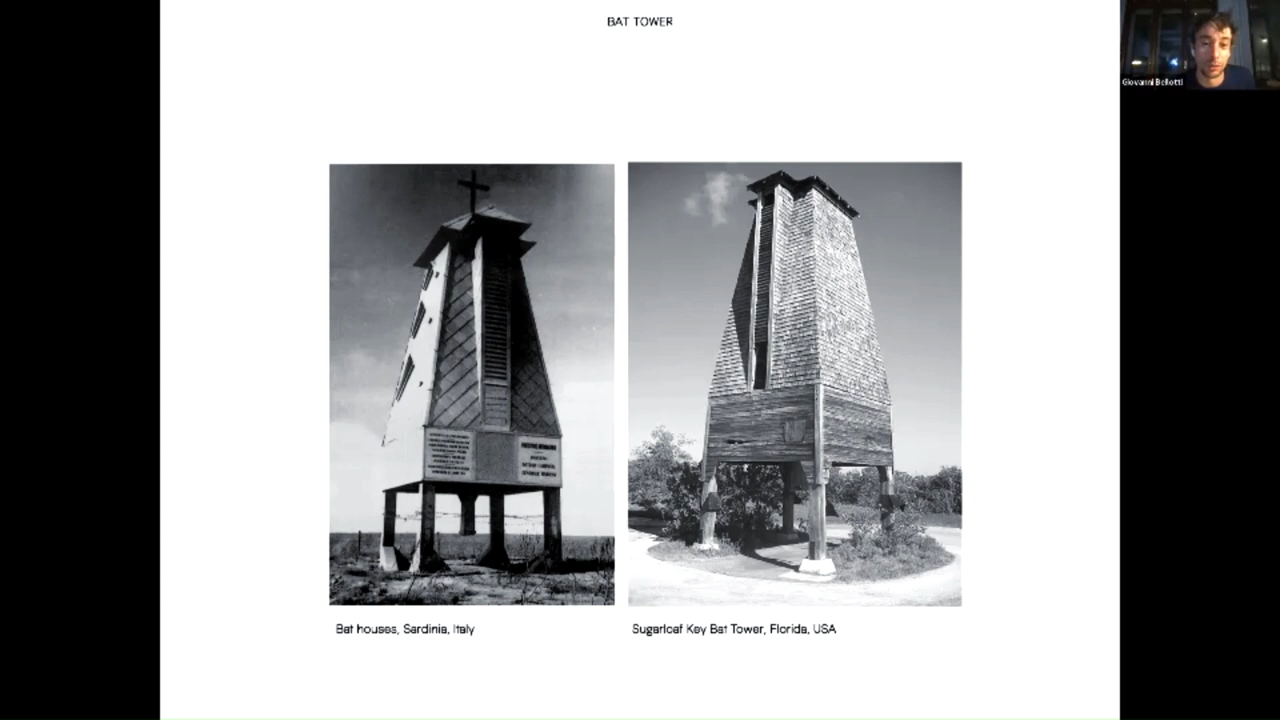 BAT TOWER
Giovanni Bellotti
Bat houses, Sardinia, Italy
Sugarloaf Key Bat Tower, Florida, USA